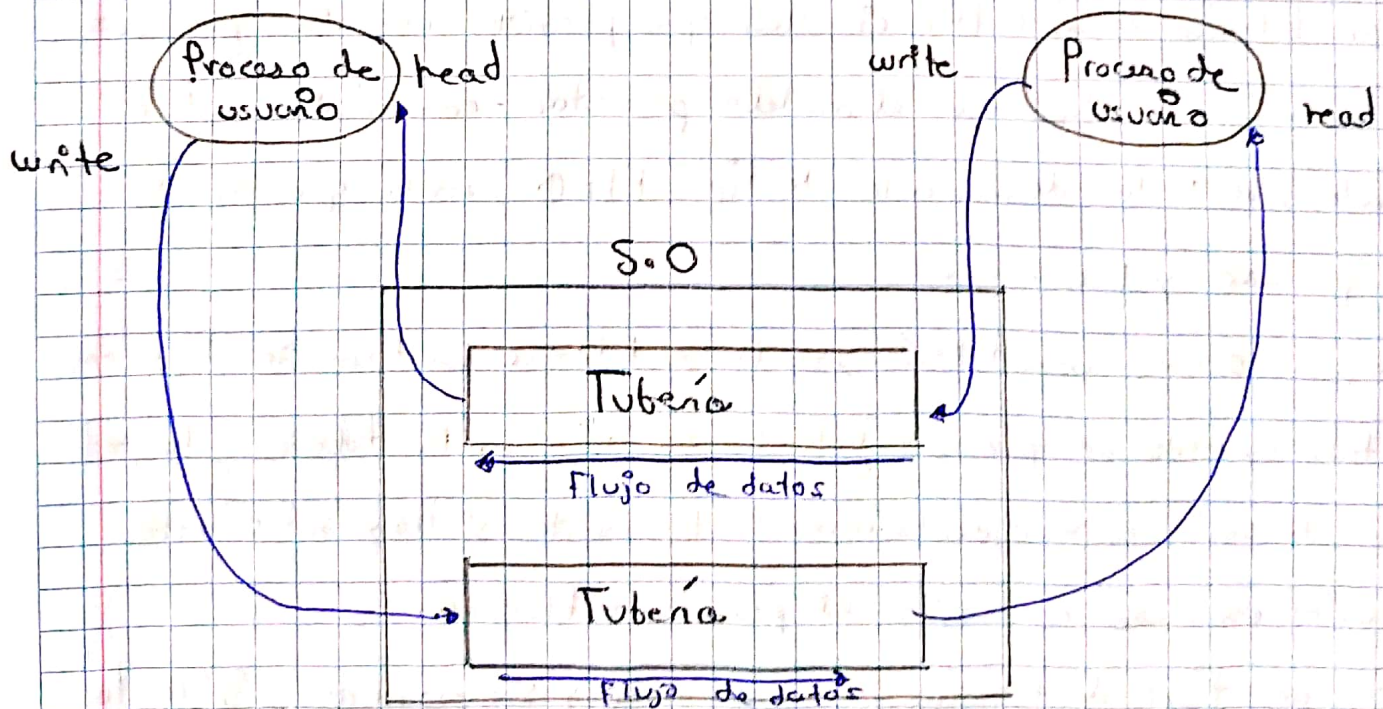 Proceso de
usuario
read
write
write
Proceso de
usuario
read
S.O
Tubería
Flujo de datos
Tubería
Flujo de datos